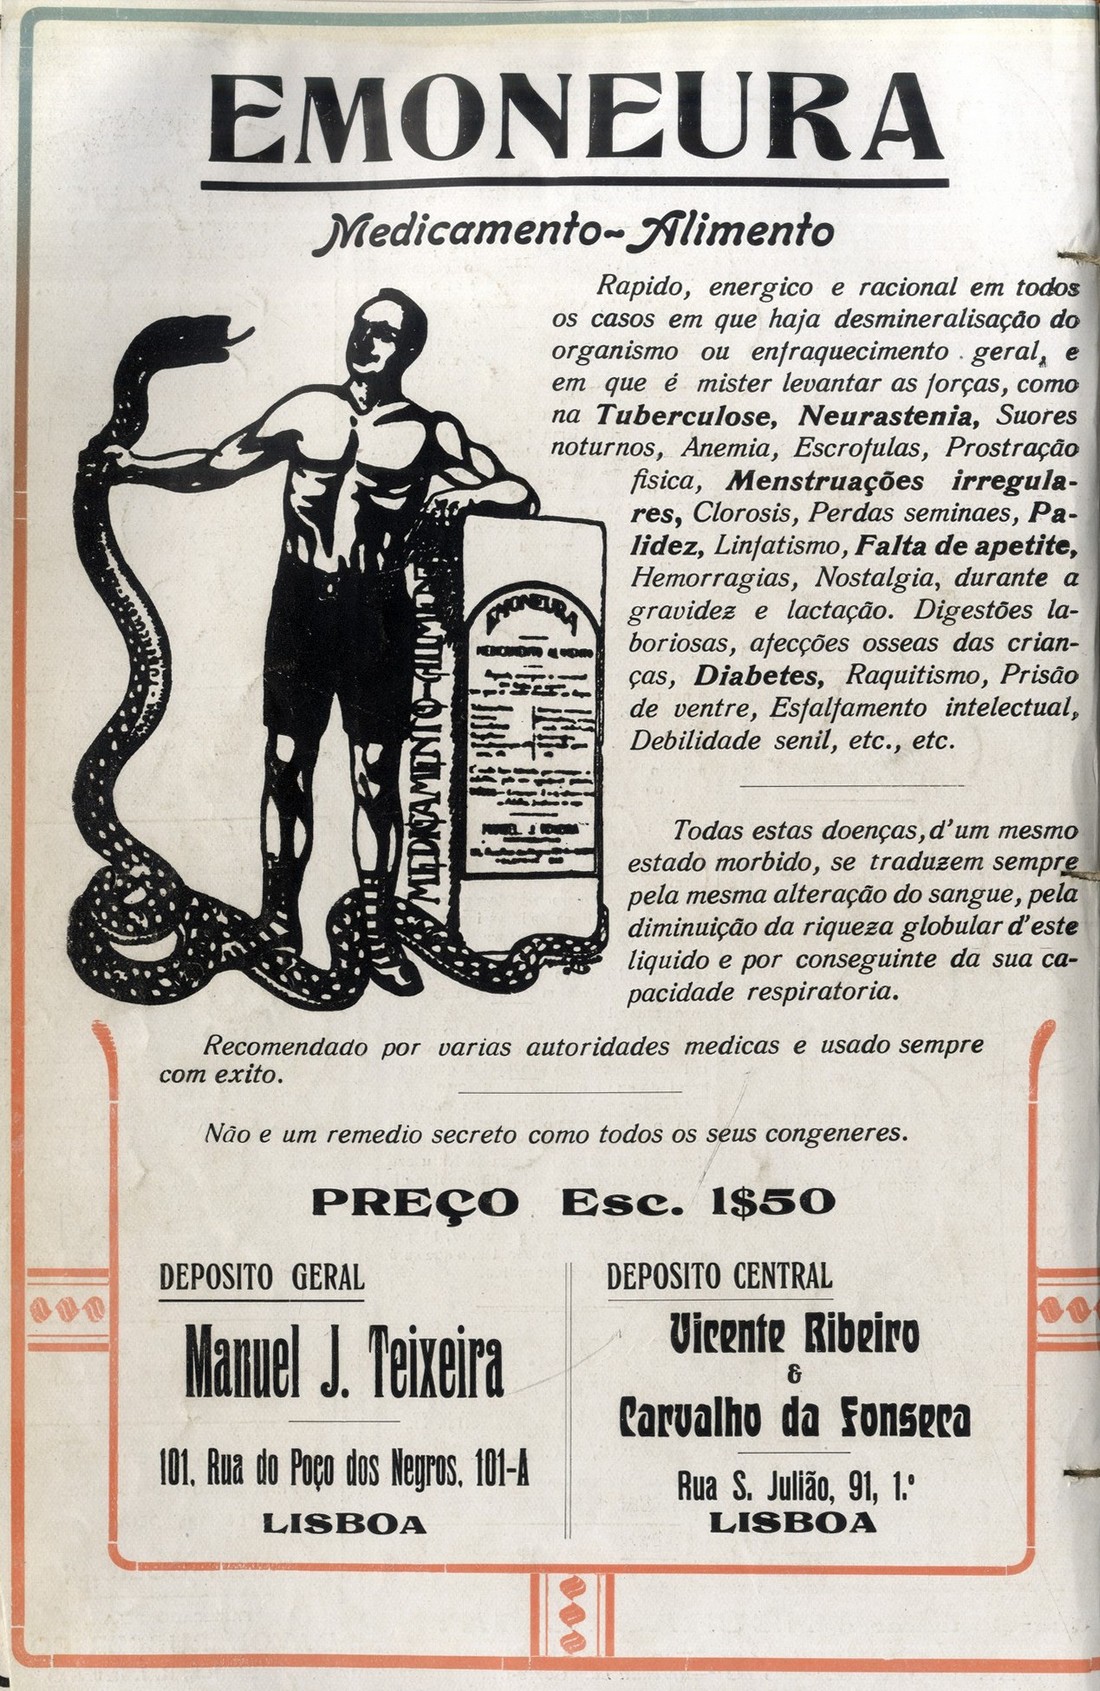 EMONEURA
Medicamento-Alimento
Rapido, energico e racional em todos
os casos em que haja desmineralisação do
organismo ou enfraquecimento geral, e
em que é mister levantar as forças, como
na Tuberculose, Neurastenia, Suores
noturnos, Anemia, Escrofulas, Prostração
fisica, Menstruações irregula-
res, Clorosis, Perdas seminaes, Pa-
lidez, Linfatismo, Falta de apetite,
Hemorragias, Nostalgia, durante a
gravidez e lactação. Digestões la-
boriosas, afecções osseas das crian-
ças, Diabetes, Raquitismo, Prisão
de ventre, Esfalfamento intelectual,
Debilidade senil, etc., etc.
MEDICAMENTO-ALIMENTO
EMONEURA
MEDICAMENTO ALIMENTO
MANUEL J. TEIXEIRA
Todas estas doenças, d'um mesmo
estado morbido, se traduzem sempre
pela mesma alteração do sangue, pela
diminuição da riqueza globular d'este
liquido e por conseguinte da sua ca-
pacidade respiratoria.
Recomendado por varias autoridades medicas e usado sempre
com exito.
Não e um remedio secreto como todos os seus congeneres.
PREÇO Esc. 1$50
DEPOSITO GERAL
Manuel J. Teixeira
101, Rua do Poço dos Negros, 101-A
LISBOA
DEPOSITO CENTRAL
Vicente Ribeiro
&
Carvalho da Fonseca
Rua S. Julião, 91, 1.º
LISBOA